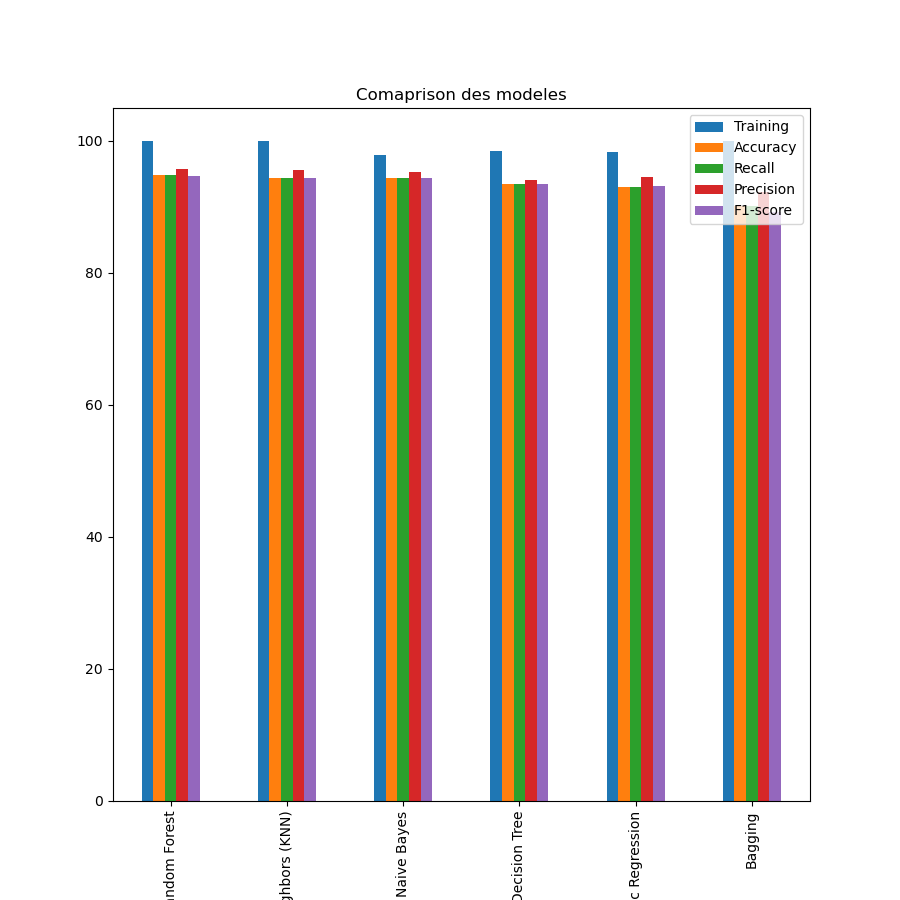 Comaprison des modeles
100
80
60
40
20
0
Training
Accuracy
Recall
Precision
F1-score
andom Forest
ghbors (KNN)
Naive Bayes
Decision Tree
c Regression
Bagging